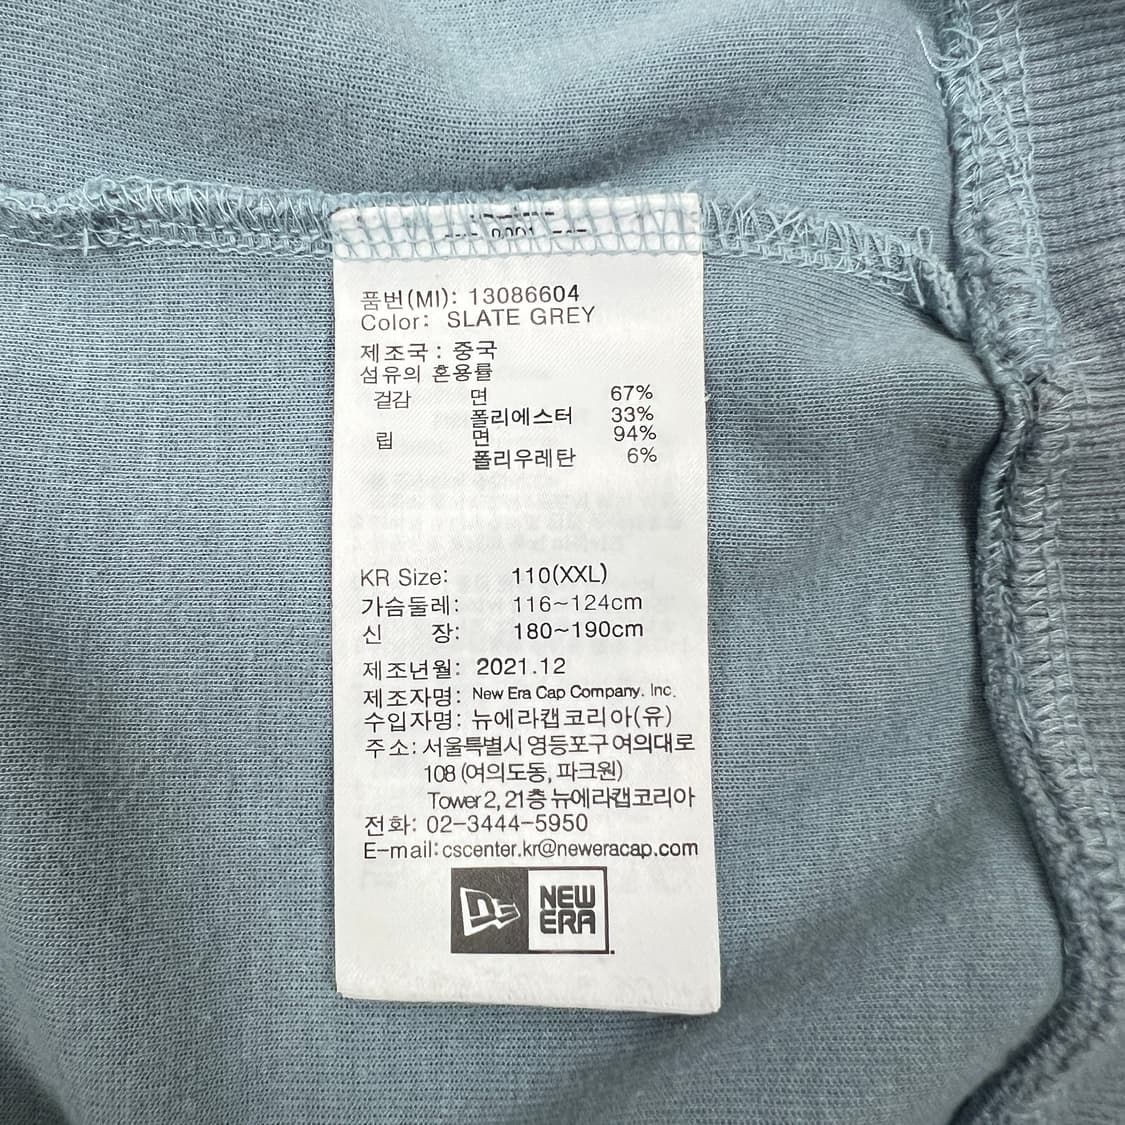 품번(MI): 13086604
Color: SLATE GREY
제조국 : 중국
섬유의 혼용률
겉감 면 67%
폴리에스터 33%
립 면 94%
폴리우레탄 6%
KR Size: 110(XXL)
가슴둘레: 116~124cm
신 장: 180~190cm
제조년월: 2021.12
제조자명: New Era Cap Company. Inc.
수입자명: 뉴에라캡코리아(유)
주소: 서울특별시 영등포구 여의대로
108 (여의도동, 파크원)
Tower 2, 21층 뉴에라캡코리아
전화: 02-3444-5950
E-mail: cscenter.kr@neweracap.com
NEW
ERA